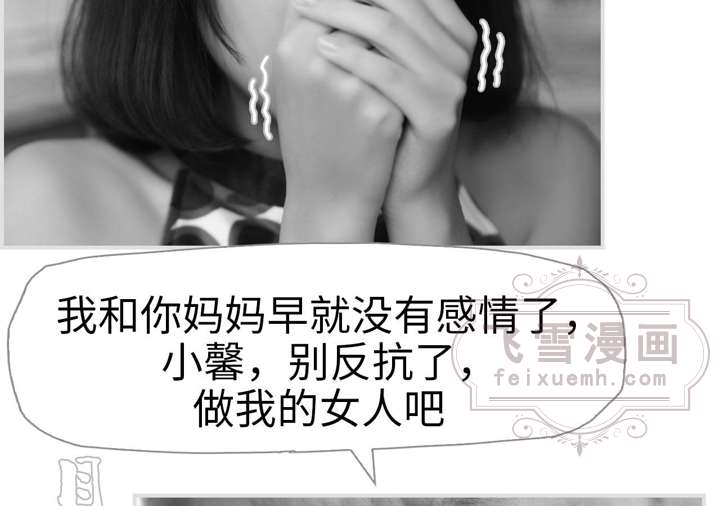 我和你妈妈早就没有感情了，
小馨，别反抗了，
做我的女人吧
飞雪漫画
feixuemh.com